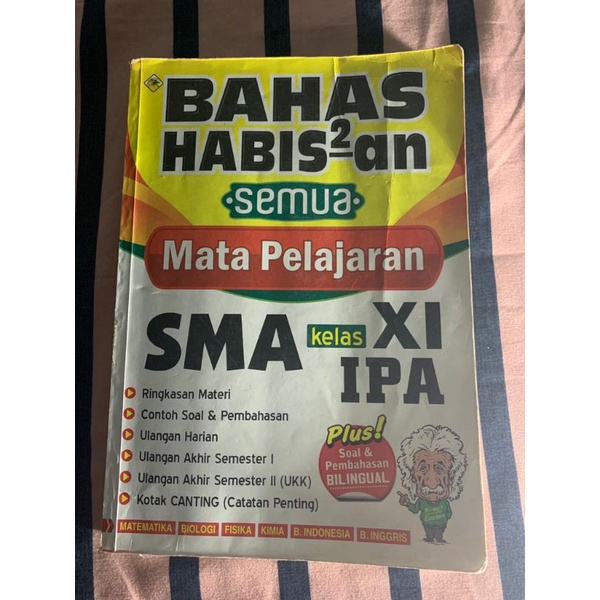 BAHAS
HABIS²an
semua
Mata Pelajaran
SMA kelas XI
IPA
Ringkasan Materi
Contoh Soal & Pembahasan
Ulangan Harian
Ulangan Akhir Semester I
Ulangan Akhir Semester II (UKK)
Kotak CANTING (Catatan Penting)
Plus!
Soal &
Pembahasan
BILINGUAL
MATEMATIKA BIOLOGI FISIKA KIMIA B. INDONESIA B. INGGRIS